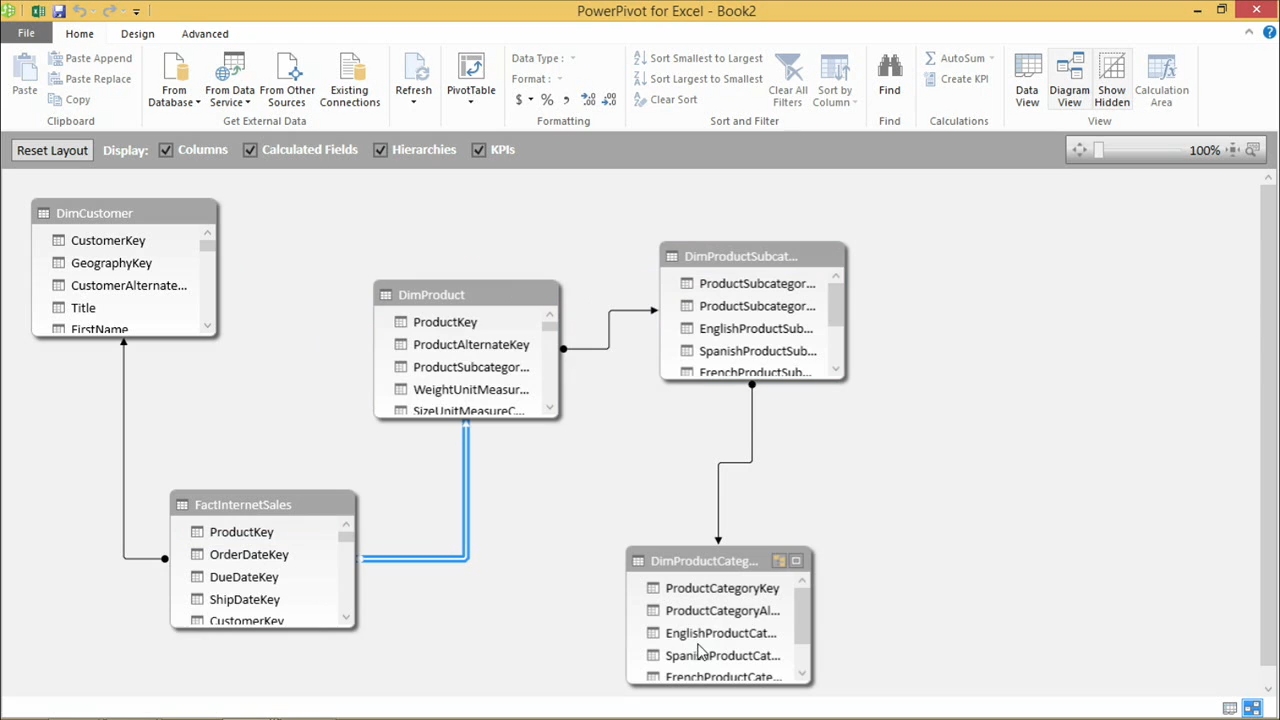 PowerPivot for Excel - Book2
File Home Design Advanced
Paste
Paste Append
Paste Replace
Copy
Clipboard
From Database
From Data Service
From Other Sources
Existing Connections
Get External Data
Refresh
PivotTable
Data Type :
Format :
$ % ,
Formatting
Sort Smallest to Largest
Sort Largest to Smallest
Clear Sort
Clear All Filters
Sort by Column
Sort and Filter
Find
Find
AutoSum
Create KPI
Calculations
Data View
Diagram View
Show Hidden
Calculation Area
View
Reset Layout Display: Columns Calculated Fields Hierarchies KPIs 100%
DimCustomer
CustomerKey
GeographyKey
CustomerAlternate...
Title
FirstName
DimProduct
ProductKey
ProductAlternateKey
ProductSubcategor...
WeightUnitMeasur...
SizeUnitMeasureC...
DimProductSubcat...
ProductSubcategor...
ProductSubcategor...
EnglishProductSub...
SpanishProductSub...
FrenchProductSub...
FactInternetSales
ProductKey
OrderDateKey
DueDateKey
ShipDateKey
CustomerKey
DimProductCateg...
ProductCategoryKey
ProductCategoryAl...
EnglishProductCat...
SpanishProductCat...
FrenchProductCate...